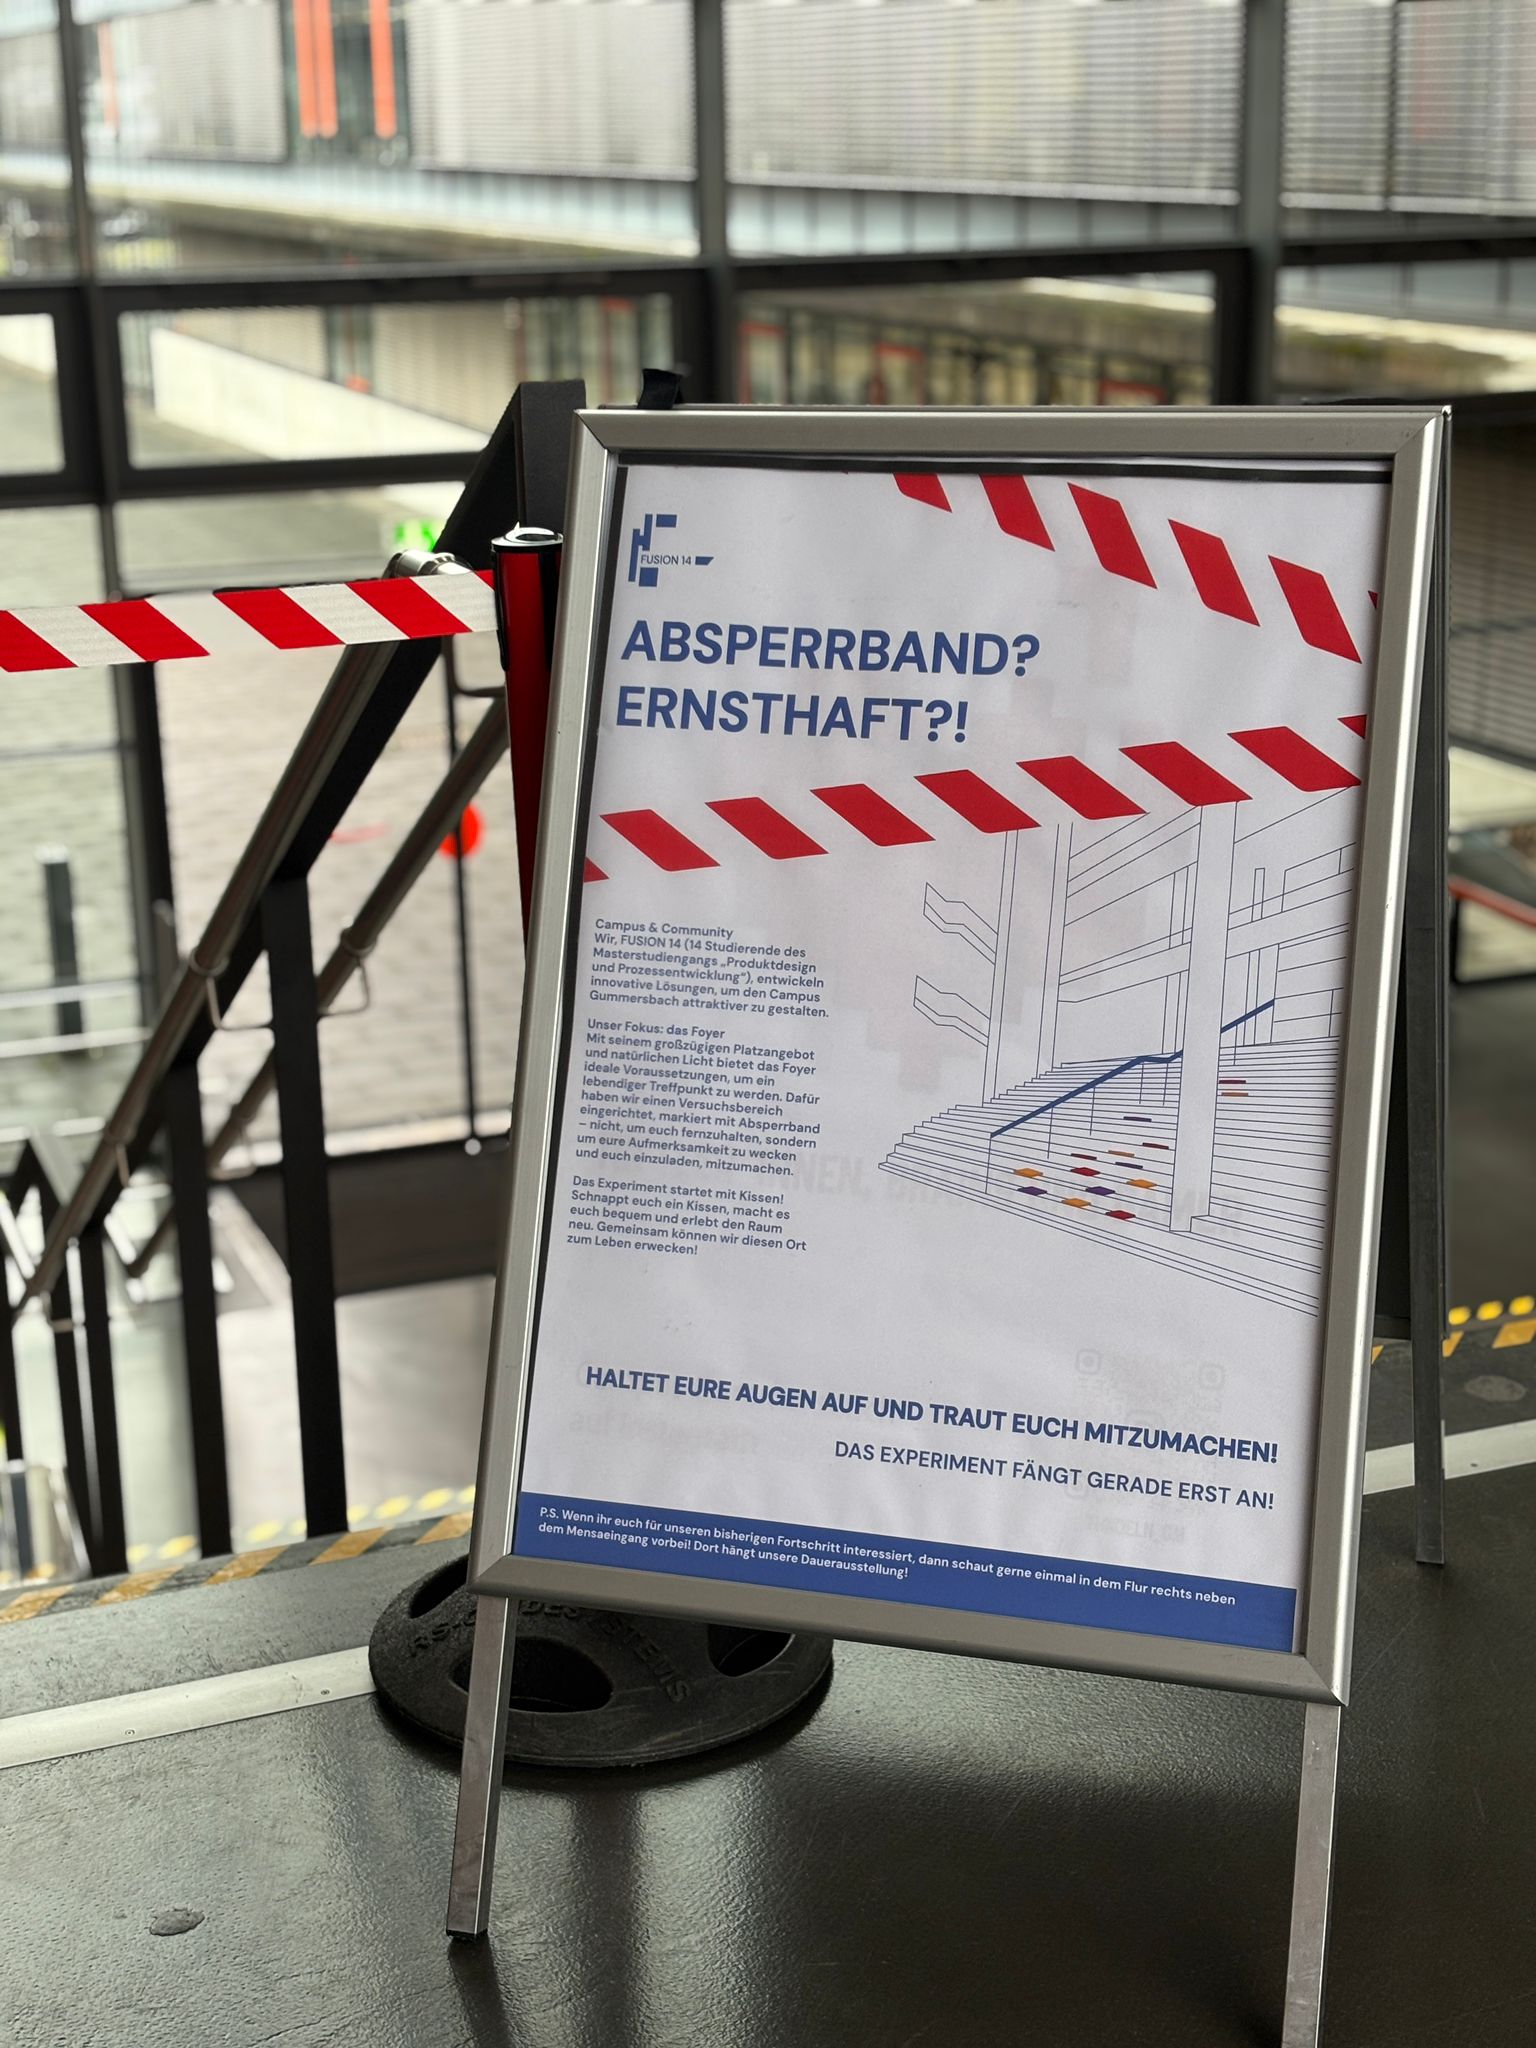 FUSION 14
ABSPERRBAND?
ERNSTHAFT?!
Campus & Community
Wir, FUSION 14 (14 Studierende des
Masterstudiengangs „Produktdesign
und Prozessentwicklung“), entwickeln
innovative Lösungen, um den Campus
Gummersbach attraktiver zu gestalten.
Unser Fokus: das Foyer
Mit seinem großzügigen Platzangebot
und natürlichen Licht bietet das Foyer
ideale Voraussetzungen, um ein
lebendiger Treffpunkt zu werden. Dafür
haben wir einen Versuchsbereich
eingerichtet, markiert mit Absperrband
– nicht, um euch fernzuhalten, sondern
um eure Aufmerksamkeit zu wecken
und euch einzuladen, mitzumachen.
Das Experiment startet mit Kissen!
Schnappt euch ein Kissen, macht es
euch bequem und erlebt den Raum
neu. Gemeinsam können wir diesen Ort
zum Leben erwecken!
HALTET EURE AUGEN AUF UND TRAUT EUCH MITZUMACHEN!
DAS EXPERIMENT FÄNGT GERADE ERST AN!
P.S. Wenn ihr euch für unseren bisherigen Fortschritt interessiert, dann schaut gerne einmal in dem Flur rechts neben
dem Mensaeingang vorbei! Dort hängt unsere Dauerausstellung!